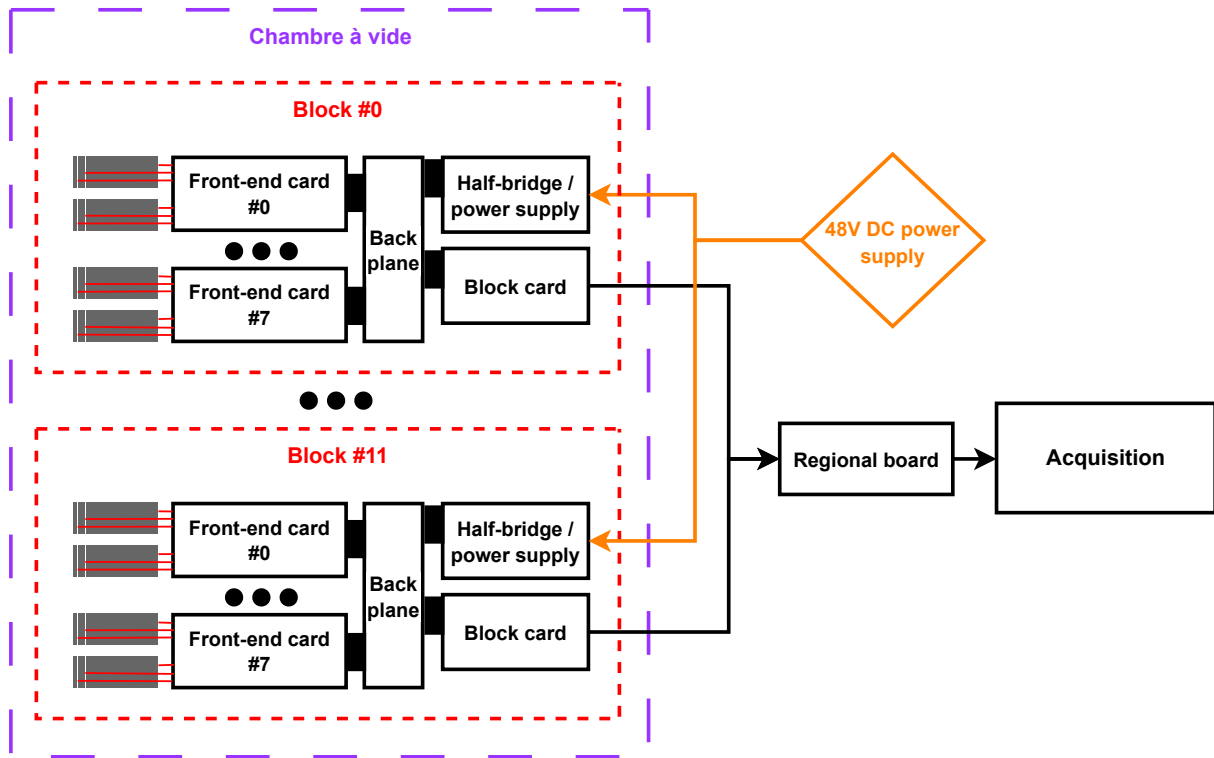 Chambre à vide
Block #0
Front-end card
#0
Half-bridge /
power supply
Back
plane
Front-end card
#7
Block card
48V DC power
supply
Block #11
Front-end card
#0
Half-bridge /
power supply
Back
plane
Front-end card
#7
Block card
Regional board
Acquisition